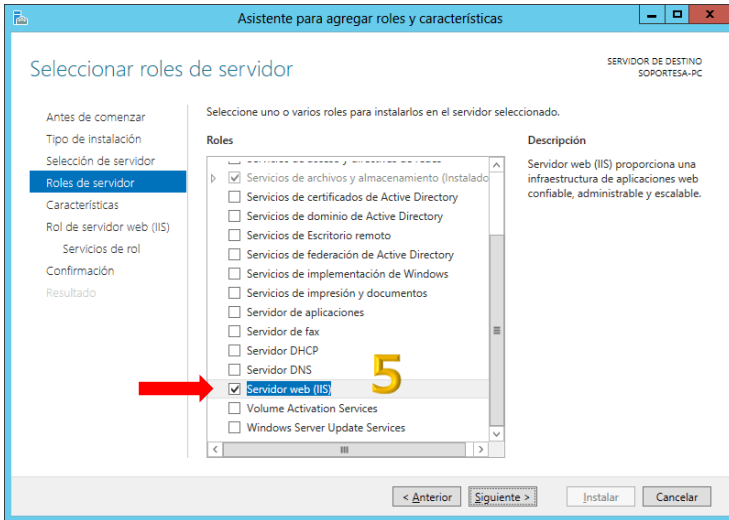 Asistente para agregar roles y características
Seleccionar roles de servidor
SERVIDOR DE DESTINO
SOPORTESA-PC
Antes de comenzar
Tipo de instalación
Selección de servidor
Roles de servidor
Características
Rol de servidor web (IIS)
Servicios de rol
Confirmación
Resultado
Seleccione uno o varios roles para instalarlos en el servidor seleccionado.
Roles
Servicios de archivos y almacenamiento (Instalado
Servicios de certificados de Active Directory
Servicios de dominio de Active Directory
Servicios de Escritorio remoto
Servicios de federación de Active Directory
Servicios de implementación de Windows
Servicios de impresión y documentos
Servidor de aplicaciones
Servidor de fax
Servidor DHCP
Servidor DNS
Servidor web (IIS)
Volume Activation Services
Windows Server Update Services
5
Descripción
Servidor web (IIS) proporciona una
infraestructura de aplicaciones web
confiable, administrable y escalable.
< Anterior
Siguiente >
Instalar
Cancelar